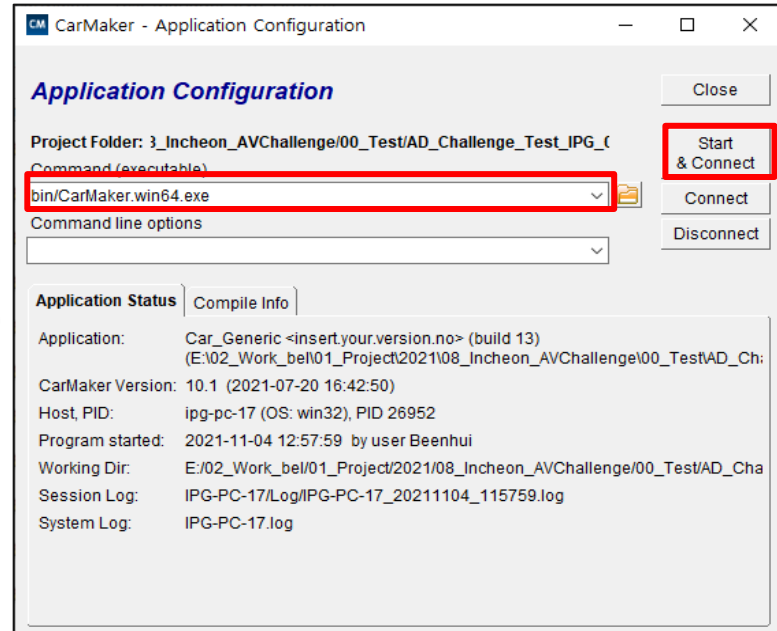 CM CarMaker - Application Configuration
Application Configuration
Close
Project Folder: 3_Incheon_AVChallenge/00_Test/AD_Challenge_Test_IPG_(
Start
& Connect
Command (executable)
bin/CarMaker.win64.exe
Connect
Command line options
Disconnect
Application Status Compile Info
Application: Car_Generic <insert.your.version.no> (build 13)
(E:\02_Work_bel\01_Project\2021\08_Incheon_AVChallenge\00_Test\AD_Cha
CarMaker Version: 10.1 (2021-07-20 16:42:50)
Host, PID: ipg-pc-17 (OS: win32), PID 26952
Program started: 2021-11-04 12:57:59 by user Beenhui
Working Dir: E:/02_Work_bel/01_Project/2021/08_Incheon_AVChallenge/00_Test/AD_Cha
Session Log: IPG-PC-17/Log/IPG-PC-17_20211104_115759.log
System Log: IPG-PC-17.log